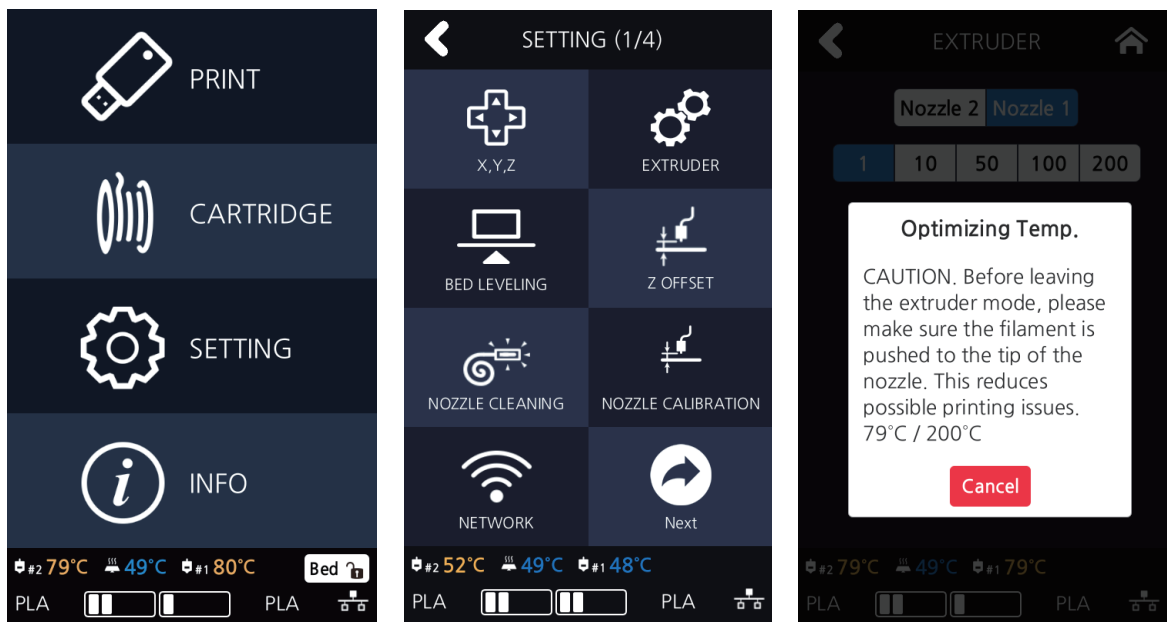 PRINT
CARTRIDGE
SETTING
INFO
#2 79°C 49°C #1 80°C Bed
PLA PLA
SETTING (1/4)
X,Y,Z EXTRUDER
BED LEVELING Z OFFSET
NOZZLE CLEANING NOZZLE CALIBRATION
NETWORK Next
#2 52°C 49°C #1 48°C
PLA PLA
EXTRUDER
Nozzle 2 Nozzle 1
1 10 50 100 200
Optimizing Temp.
CAUTION. Before leaving
the extruder mode, please
make sure the filament is
pushed to the tip of the
nozzle. This reduces
possible printing issues.
79°C / 200°C
Cancel
#2 79°C 49°C #1 79°C
PLA PLA